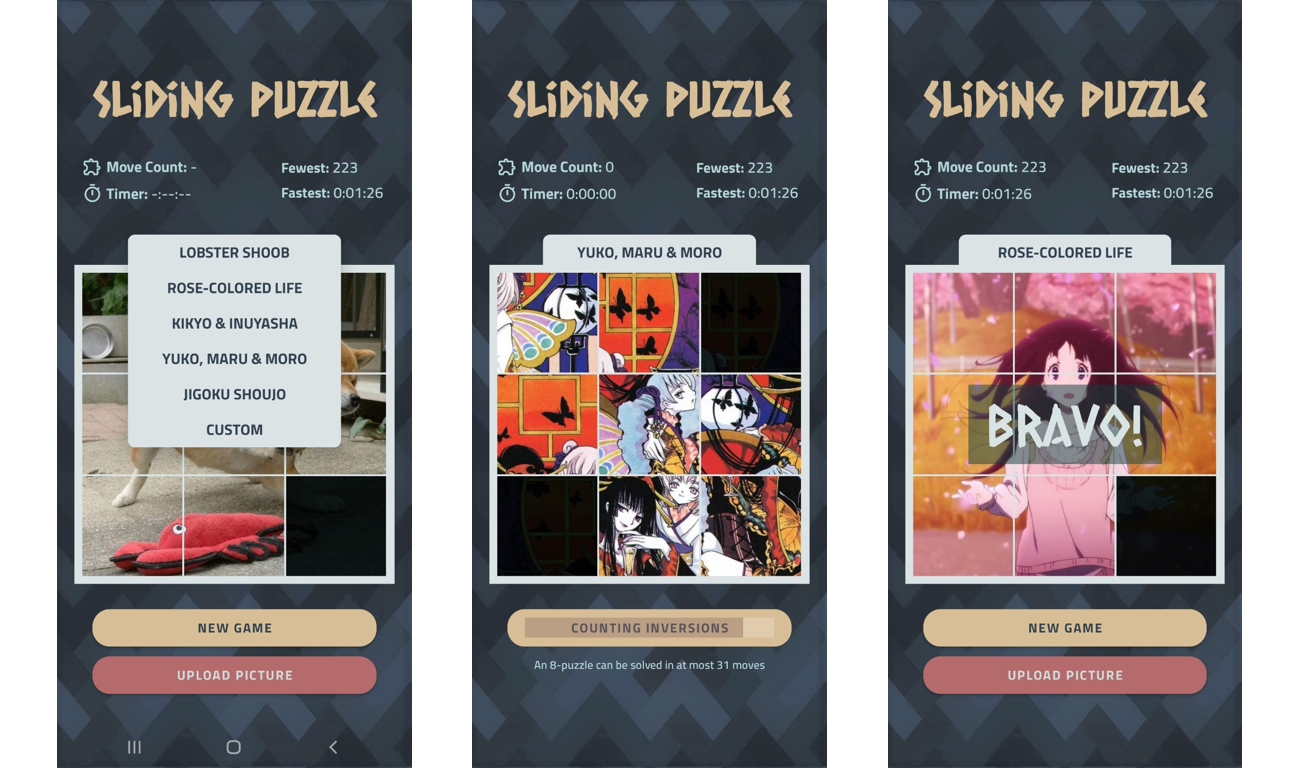 SLiDiNG PUZZLE
Move Count: -
Fewest: 223
Timer: -:--:--
Fastest: 0:01:26
LOBSTER SHOOB
ROSE-COLORED LIFE
KIKYO & INUYASHA
YUKO, MARU & MORO
JIGOKU SHOUJO
CUSTOM
NEW GAME
UPLOAD PICTURE
SLiDiNG PUZZLE
Move Count: 0
Fewest: 223
Timer: 0:00:00
Fastest: 0:01:26
YUKO, MARU & MORO
COUNTING INVERSIONS
An 8-puzzle can be solved in at most 31 moves
SLiDiNG PUZZLE
Move Count: 223
Fewest: 223
Timer: 0:01:26
Fastest: 0:01:26
ROSE-COLORED LIFE
BRAVO!
NEW GAME
UPLOAD PICTURE